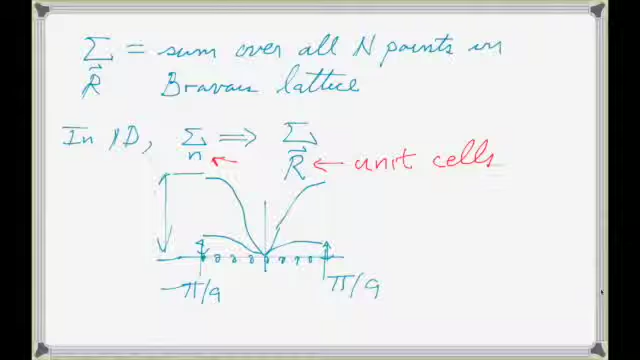 Σ = sum over all N points in
R⃗ Bravais lattice
In 1D, Σ ⟹ Σ
n ← R⃗ ← unit cells
-π/a π/a